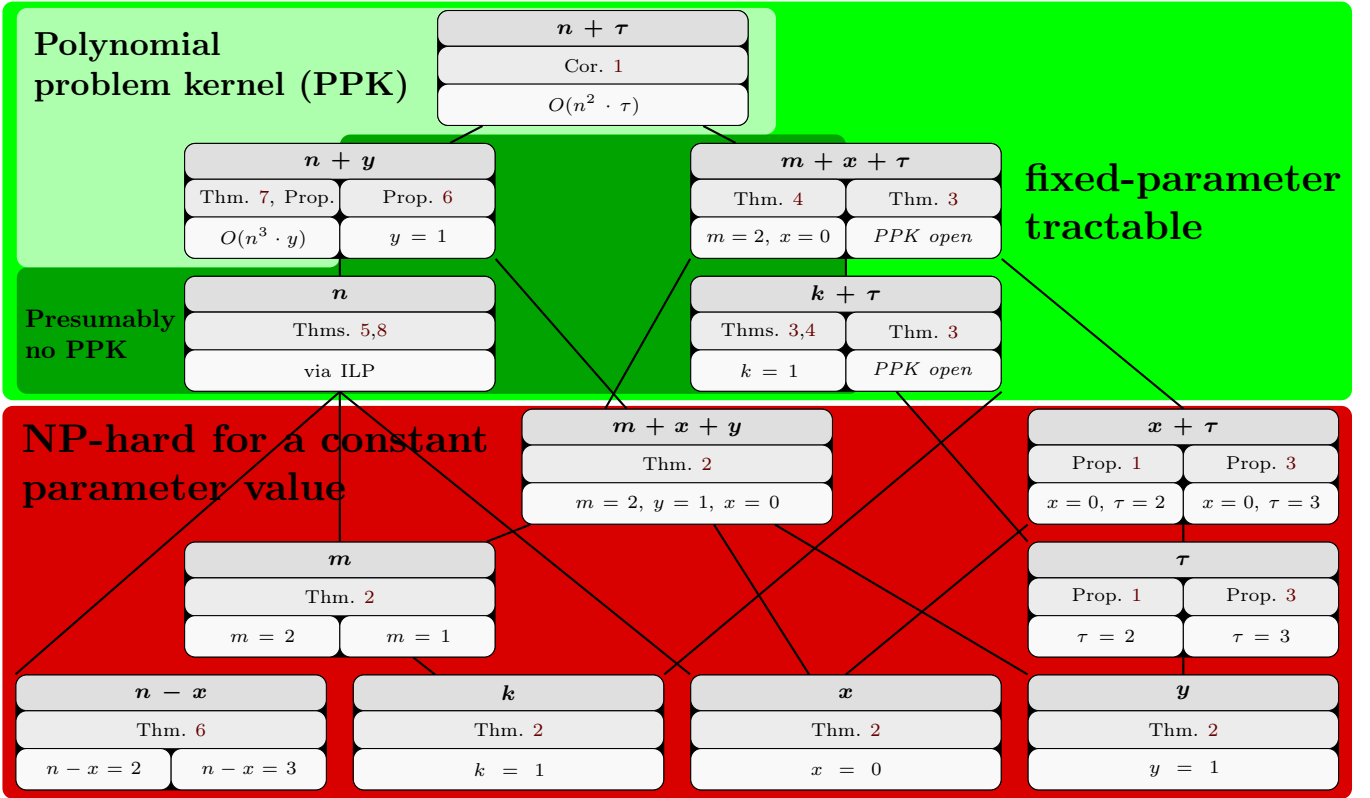 Polynomial
problem kernel (PPK)
n + τ
Cor. 1
O(n² · τ)
n + y
Thm. 7, Prop.
Prop. 6
O(n³ · y)
y = 1
m + x + τ
Thm. 4
Thm. 3
m = 2, x = 0
PPK open
fixed-parameter
tractable
Presumably
no PPK
n
Thms. 5,8
via ILP
k + τ
Thms. 3,4
Thm. 3
k = 1
PPK open
NP-hard for a constant
parameter value
m + x + y
Thm. 2
m = 2, y = 1, x = 0
x + τ
Prop. 1
Prop. 3
x = 0, τ = 2
x = 0, τ = 3
m
Thm. 2
m = 2
m = 1
τ
Prop. 1
Prop. 3
τ = 2
τ = 3
n − x
Thm. 6
n − x = 2
n − x = 3
k
Thm. 2
k = 1
x
Thm. 2
x = 0
y
Thm. 2
y = 1